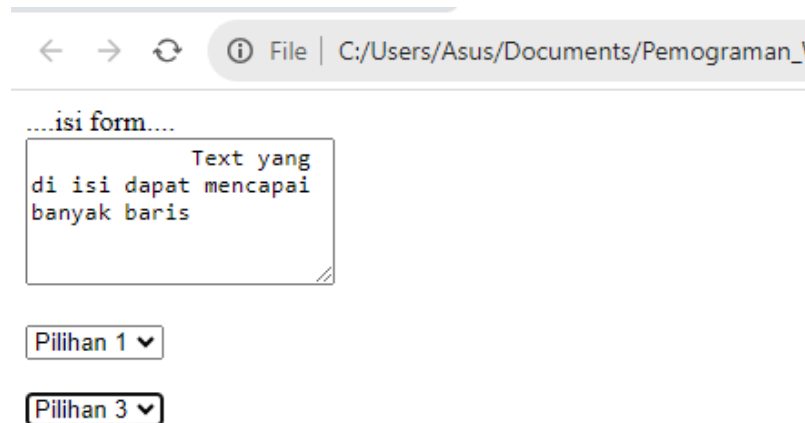 File | C:/Users/Asus/Documents/Pemograman_
....isi form....
Text yang
di isi dapat mencapai
banyak baris
Pilihan 1
Pilihan 3